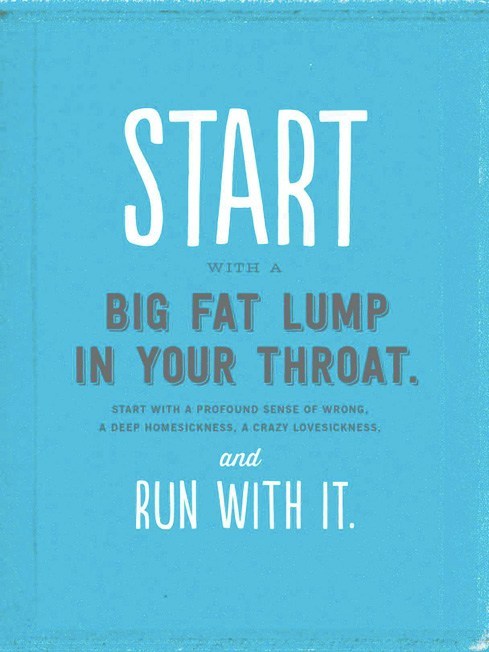 START
WITH A
BIG FAT LUMP
IN YOUR THROAT.
START WITH A PROFOUND SENSE OF WRONG,
A DEEP HOMESICKNESS, A CRAZY LOVESICKNESS,
and
RUN WITH IT.